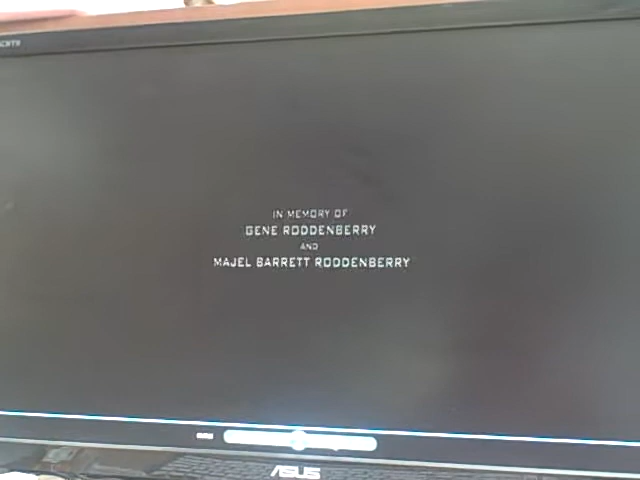 IN MEMORY OF
GENE RODDENBERRY
AND
MAJEL BARRETT RODDENBERRY
ASUS